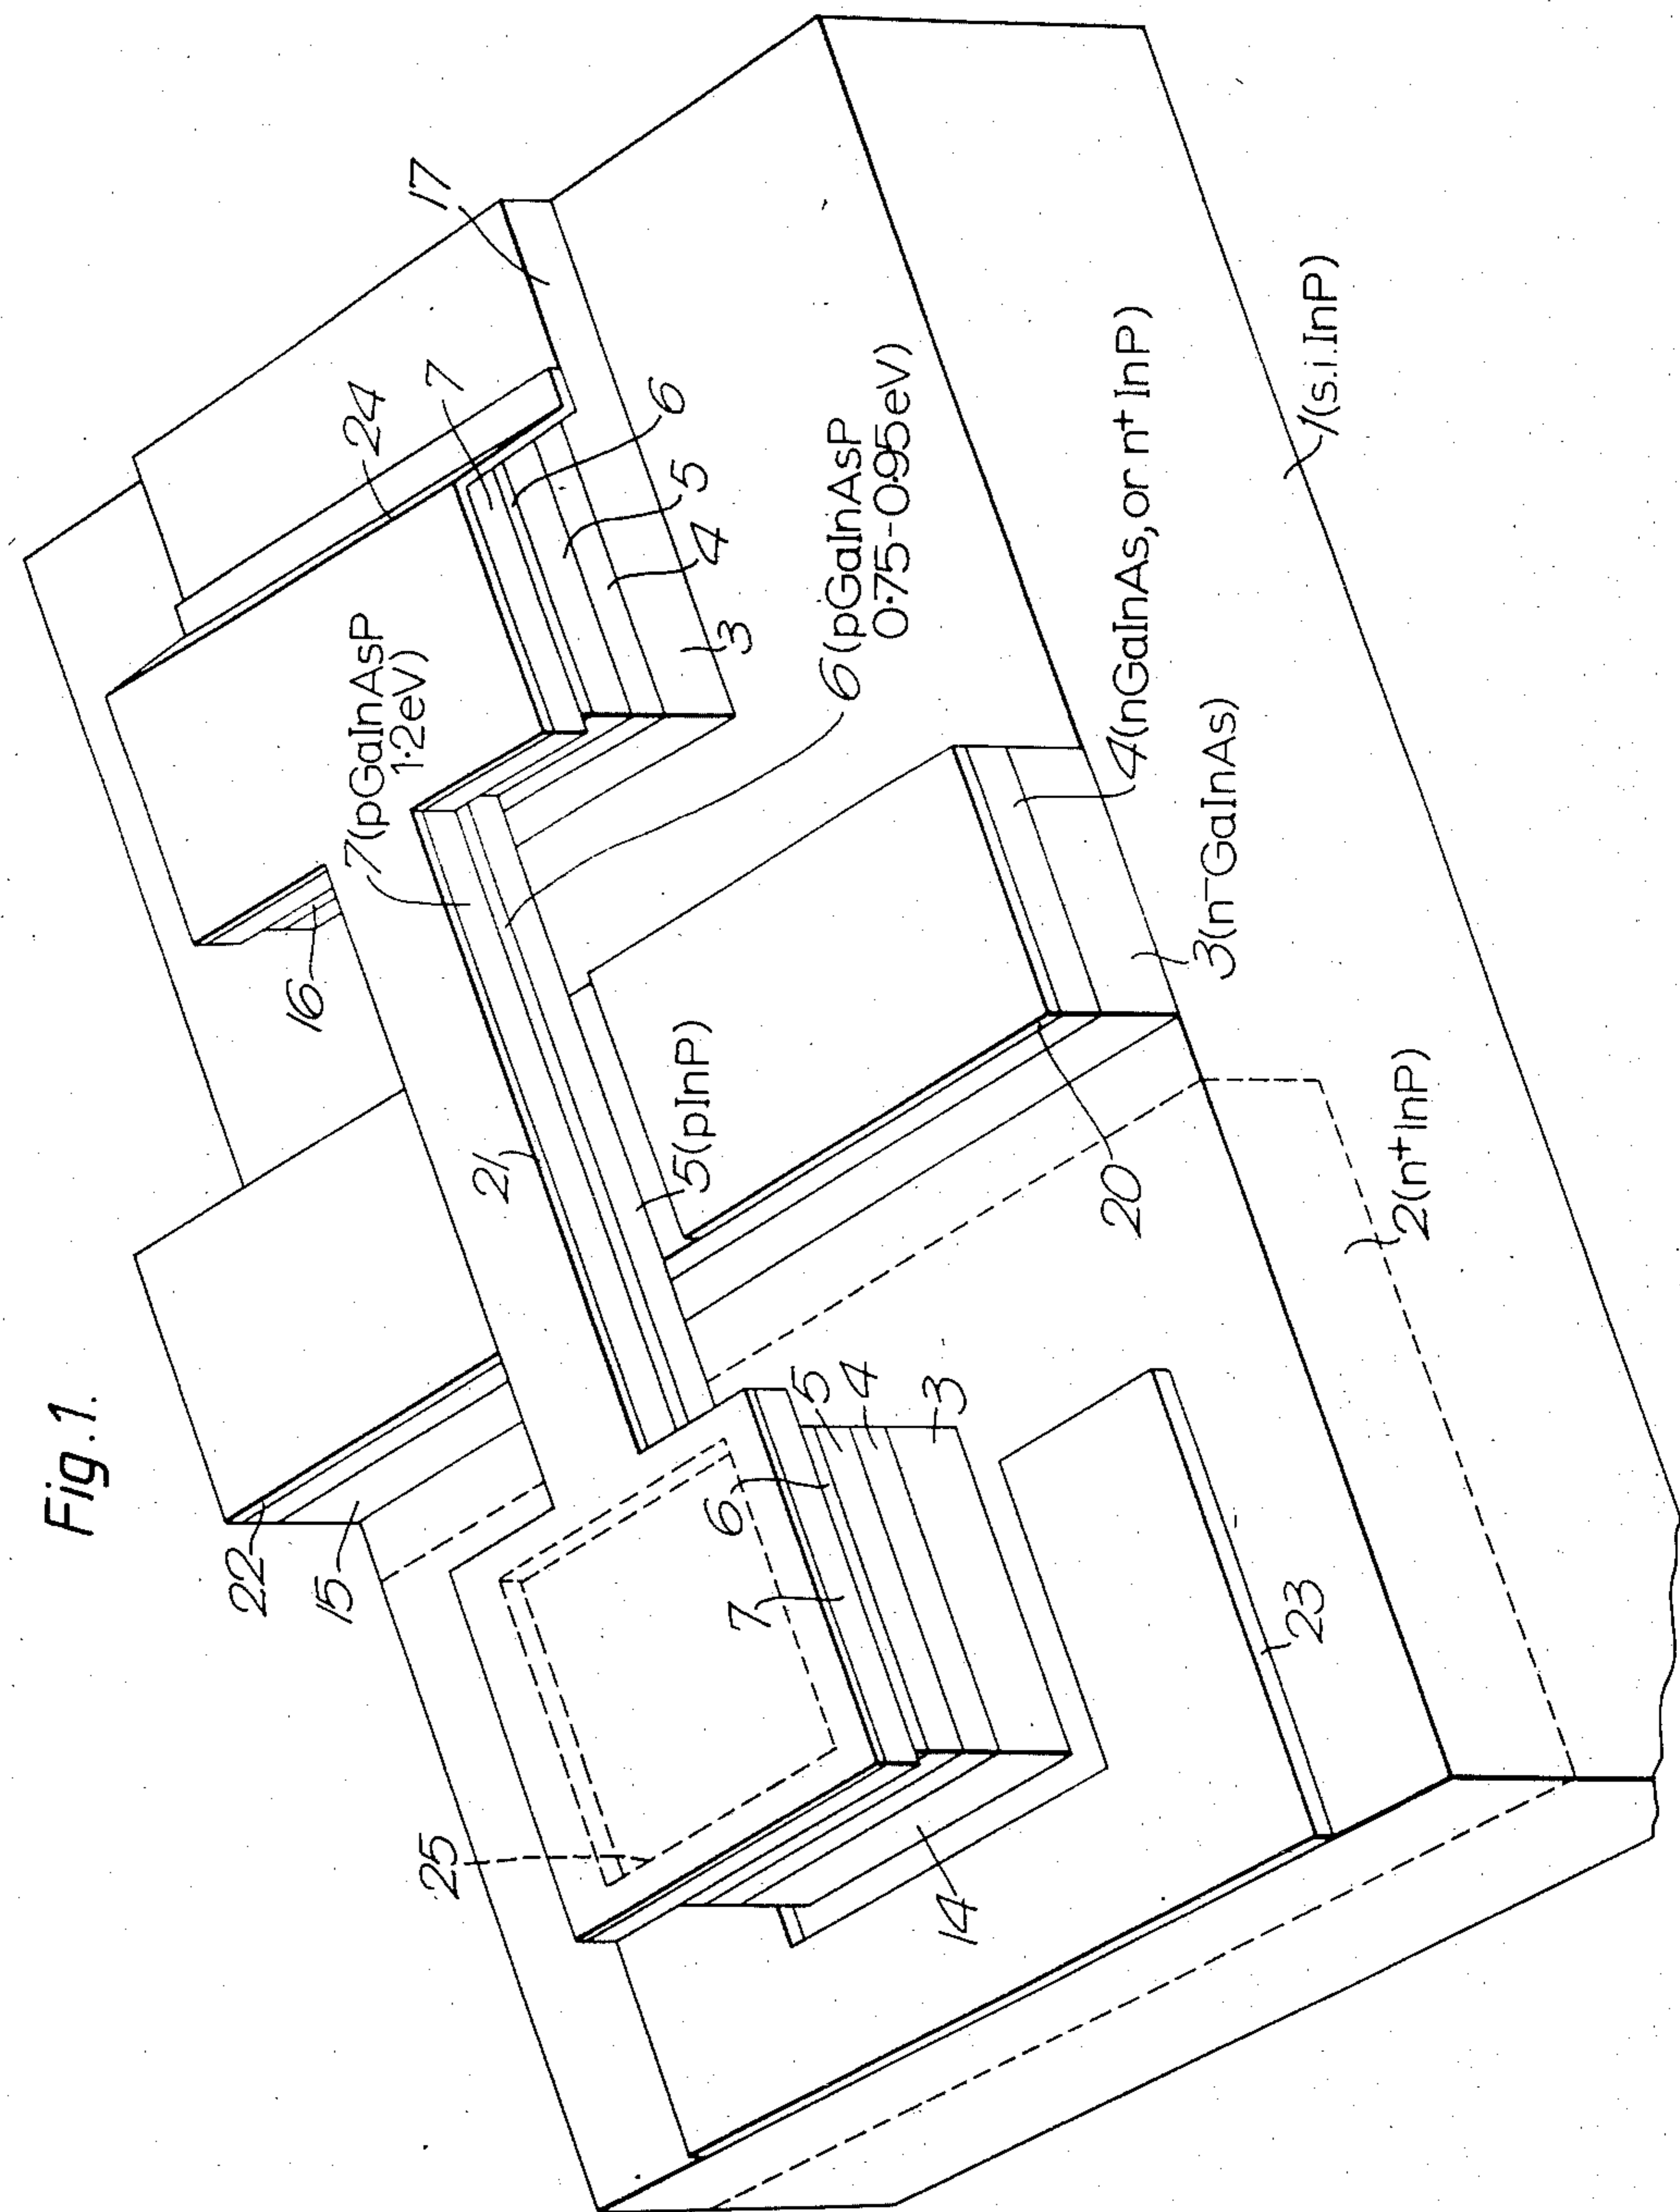 Fig.1.
22
15
25
14
7
6
5
4
3
23
21
16
7(pGaInAsP
1·2eV)
5(pInP)
20
2(n⁺InP)
24
17
7
6
5
4
3
6(pGaInAsP
0·75-0·95eV)
4(nGaInAs,or n⁺InP)
3(n⁻GaInAs)
1(s.i.InP)